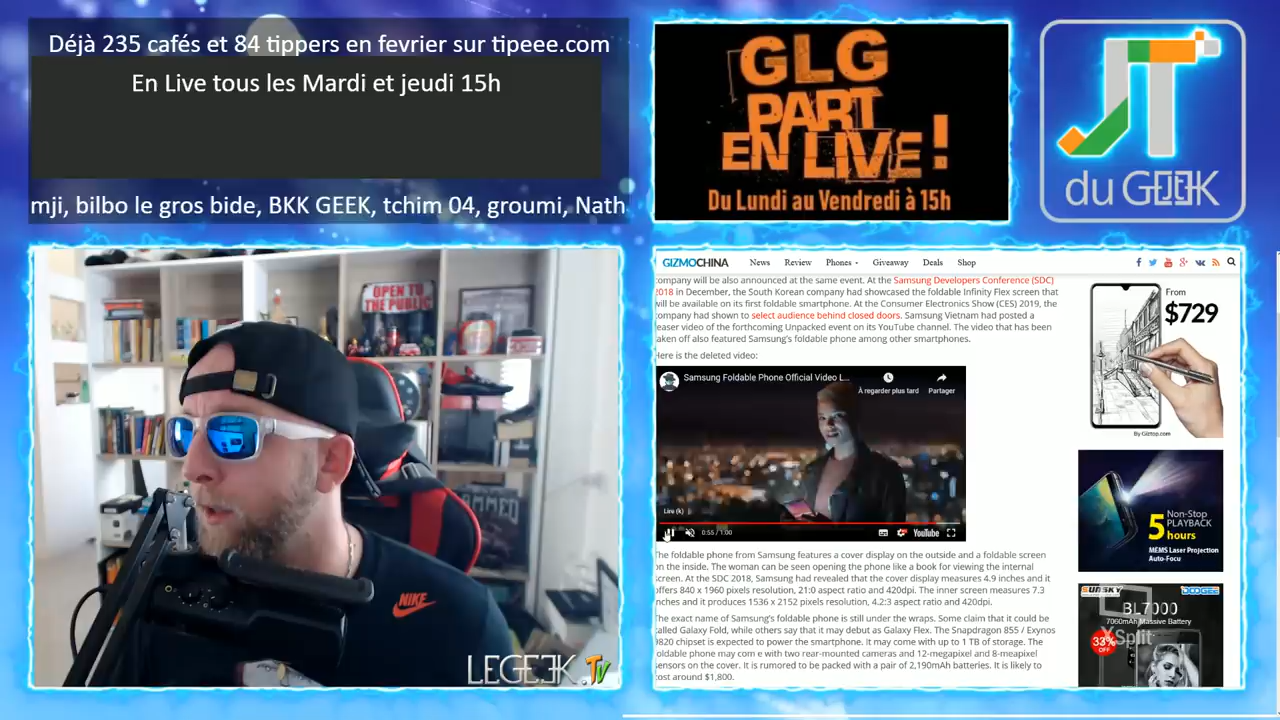 Déjà 235 cafés et 84 tippers en fevrier sur tipeee.com
En Live tous les Mardi et jeudi 15h
mji, bilbo le gros bide, BKK GEEK, tchim 04, groumi, Nath
GLG
PART
EN LIVE !
Du Lundi au Vendredi à 15h
JT
du GEEK
OPEN TO
THE PUBLIC
LEGEEK.Tv
GIZMOCHINA
News Review Phones Giveaway Deals Shop
company will be also announced at the same event. At the Samsung Developers Conference (SDC)
2018 in December, the South Korean company had showcased the foldable Infinity Flex screen that
will be available on its first foldable smartphone. At the Consumer Electronics Show (CES) 2019, the
company had shown to select audience behind closed doors. Samsung Vietnam had posted a
teaser video of the forthcoming Unpacked event on its YouTube channel. The video that has been
taken off also featured Samsung's foldable phone among other smartphones.
Here is the deleted video:
Samsung Foldable Phone Official Video L...
À regarder plus tard
Partager
Lire (k)
0:55 / 1:00
YouTube
The foldable phone from Samsung features a cover display on the outside and a foldable screen
on the inside. The woman can be seen opening the phone like a book for viewing the internal
screen. At the SDC 2018, Samsung had revealed that the cover display measures 4.9 inches and it
offers 840 x 1960 pixels resolution, 21:0 aspect ratio and 420dpi. The inner screen measures 7.3
inches and it produces 1536 x 2152 pixels resolution, 4.2:3 aspect ratio and 420dpi.
The exact name of Samsung's foldable phone is still under the wraps. Some claim that it could be
called Galaxy Fold, while others say that it may debut as Galaxy Flex. The Snapdragon 855 / Exynos
9820 chipset is expected to power the smartphone. It may come with up to 1 TB of storage. The
foldable phone may com e with two rear-mounted cameras and 12-megapixel and 8-meapixel
sensors on the cover. It is rumored to be packed with a pair of 2,190mAh batteries. It is likely to
cost around $1,800.
From
$729
By Giztop.com
Non-Stop
5 PLAYBACK
hours
MEMS Laser Projection
Auto-Focu
SUNSKY DOOGEE
BL7000
7060mAh Massive Battery
33%
OFF
XSplit